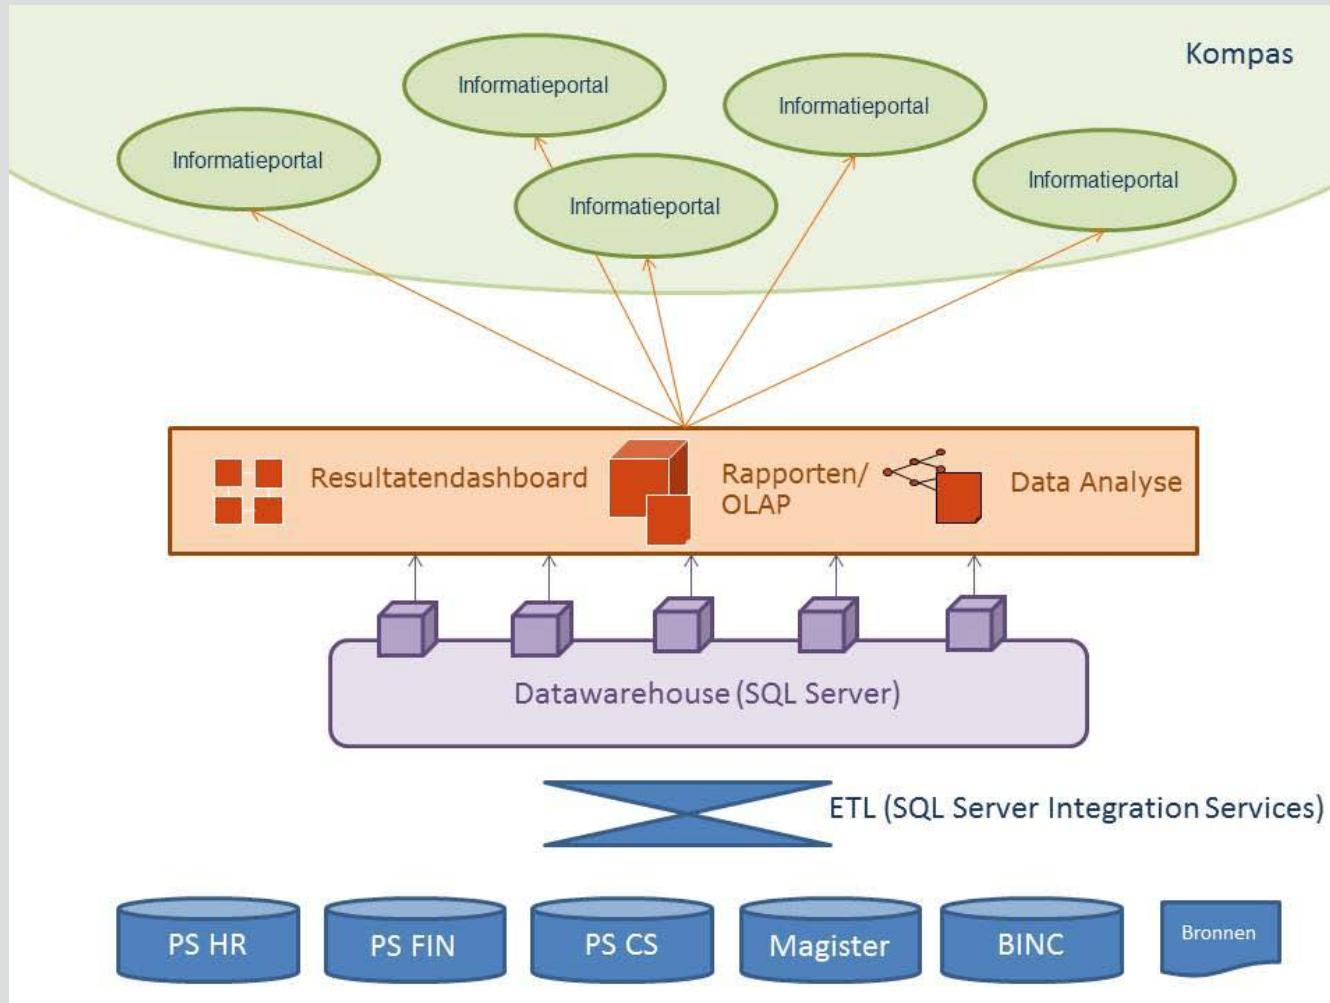 Kompas
Informatieportal
Informatieportal
Informatieportal
Informatieportal
Informatieportal
Resultatendashboard
Rapporten/
OLAP
Data Analyse
Datawarehouse (SQL Server)
ETL (SQL Server Integration Services)
PS HR
PS FIN
PS CS
Magister
BINC
Bronnen